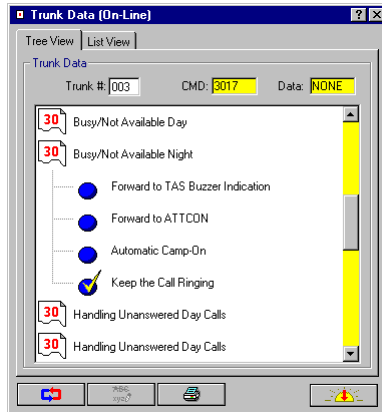 Trunk Data (On-Line)
Tree View List View
Trunk Data
Trunk #: 003 CMD: 3017 Data: NONE
30 Busy/Not Available Day
30 Busy/Not Available Night
Forward to TAS Buzzer Indication
Forward to ATTCON
Automatic Camp-On
Keep the Call Ringing
30 Handling Unanswered Day Calls
30 Handling Unanswered Day Calls